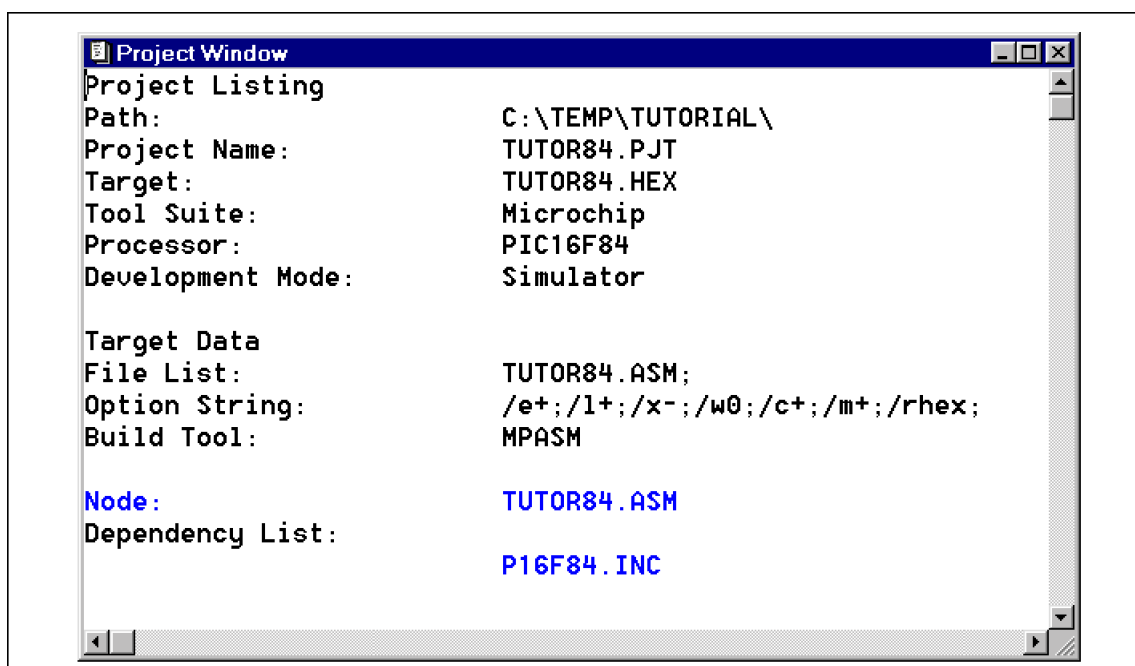 Project Window
Project Listing
Path: C:\TEMP\TUTORIAL\
Project Name: TUTOR84.PJT
Target: TUTOR84.HEX
Tool Suite: Microchip
Processor: PIC16F84
Development Mode: Simulator
Target Data
File List: TUTOR84.ASM;
Option String: /e+;/l+;/x-;/w0;/c+;/m+;/rhex;
Build Tool: MPASM
Node: TUTOR84.ASM
Dependency List:
P16F84.INC